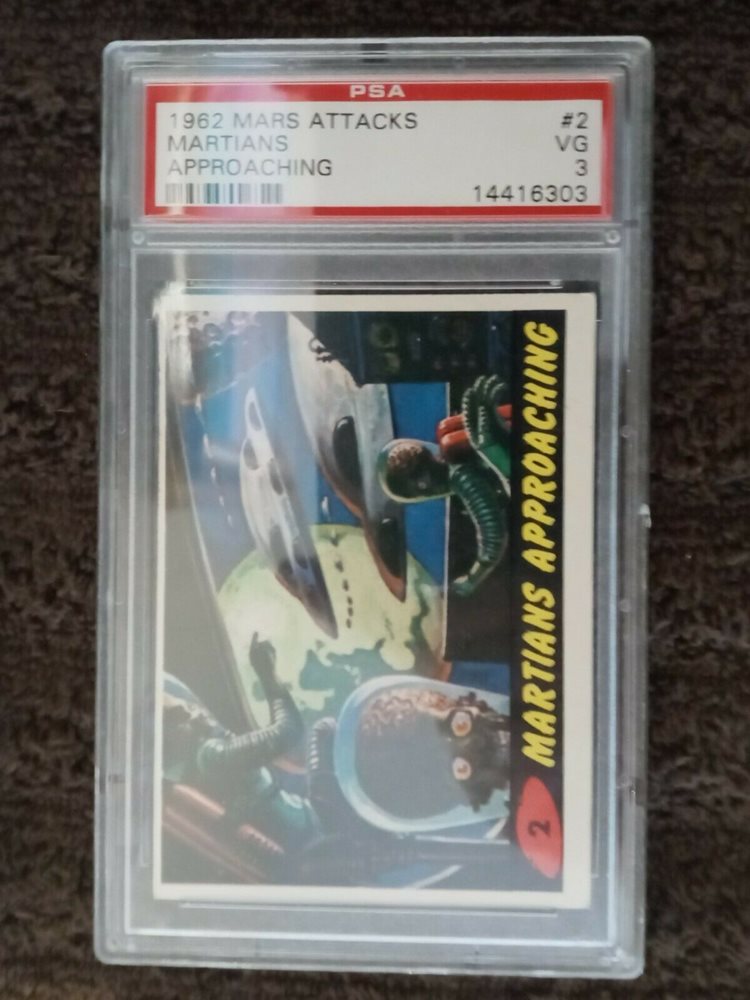 PSA
1962 MARS ATTACKS #2
MARTIANS VG
APPROACHING 3
14416303
MARTIANS APPROACHING
2